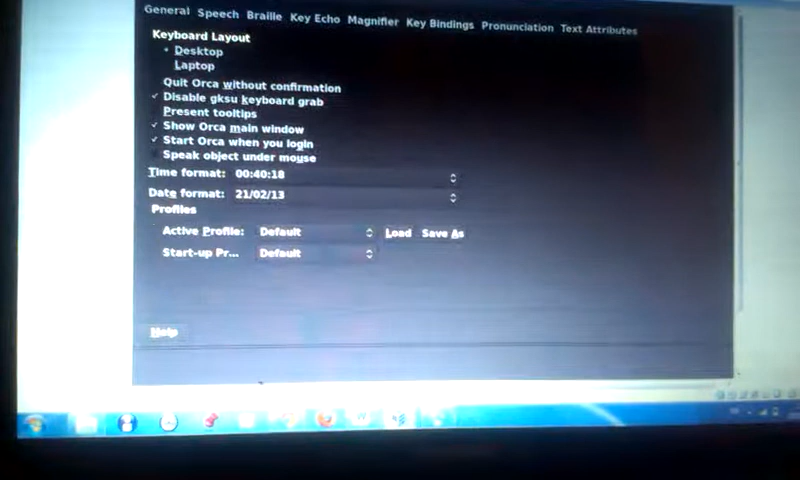 General Speech Braille Key Echo Magnifier Key Bindings Pronunciation Text Attributes
Keyboard Layout
Desktop
Laptop
Quit Orca without confirmation
Disable gksu keyboard grab
Present tooltips
Show Orca main window
Start Orca when you login
Speak object under mouse
Time format: 00:40:18
Date format: 21/02/13
Profiles
Active Profile: Default Load Save As
Start-up Pr... Default
Help